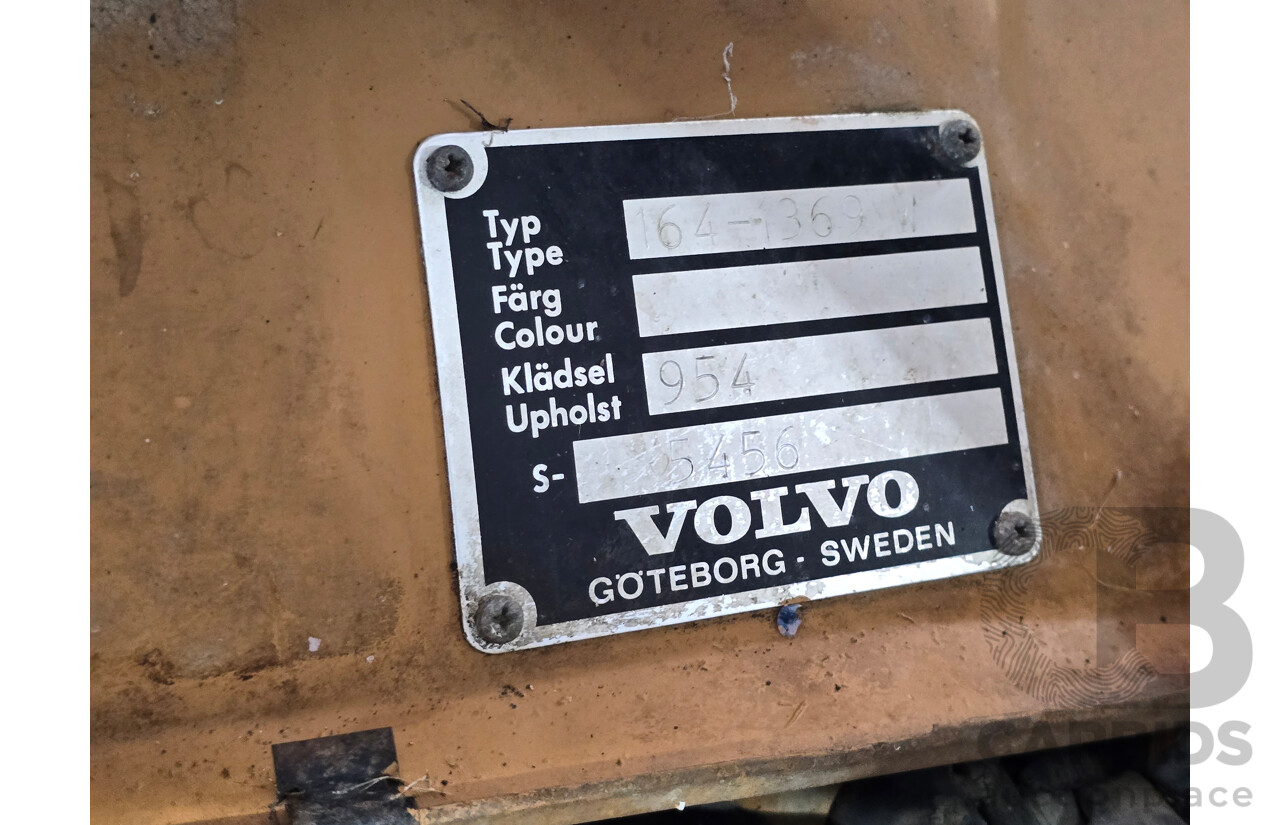 Typ
Type
164-1369 M
Färg
Colour
Klädsel
Upholst
954
S-
5456
VOLVO
GÖTEBORG - SWEDEN